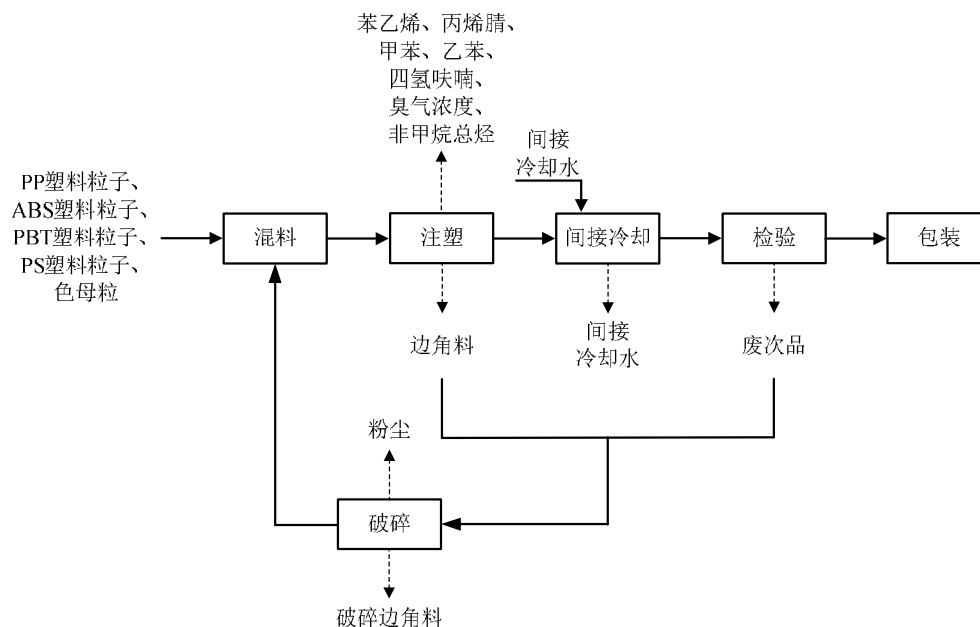 苯乙烯、丙烯腈、
甲苯、乙苯、
四氢呋喃、
臭气浓度、
非甲烷总烃
间接
冷却水
PP塑料粒子、
ABS塑料粒子、
PBT塑料粒子、
PS塑料粒子、
色母粒
混料
注塑
间接冷却
检验
包装
边角料
间接
冷却水
废次品
粉尘
破碎
破碎边角料